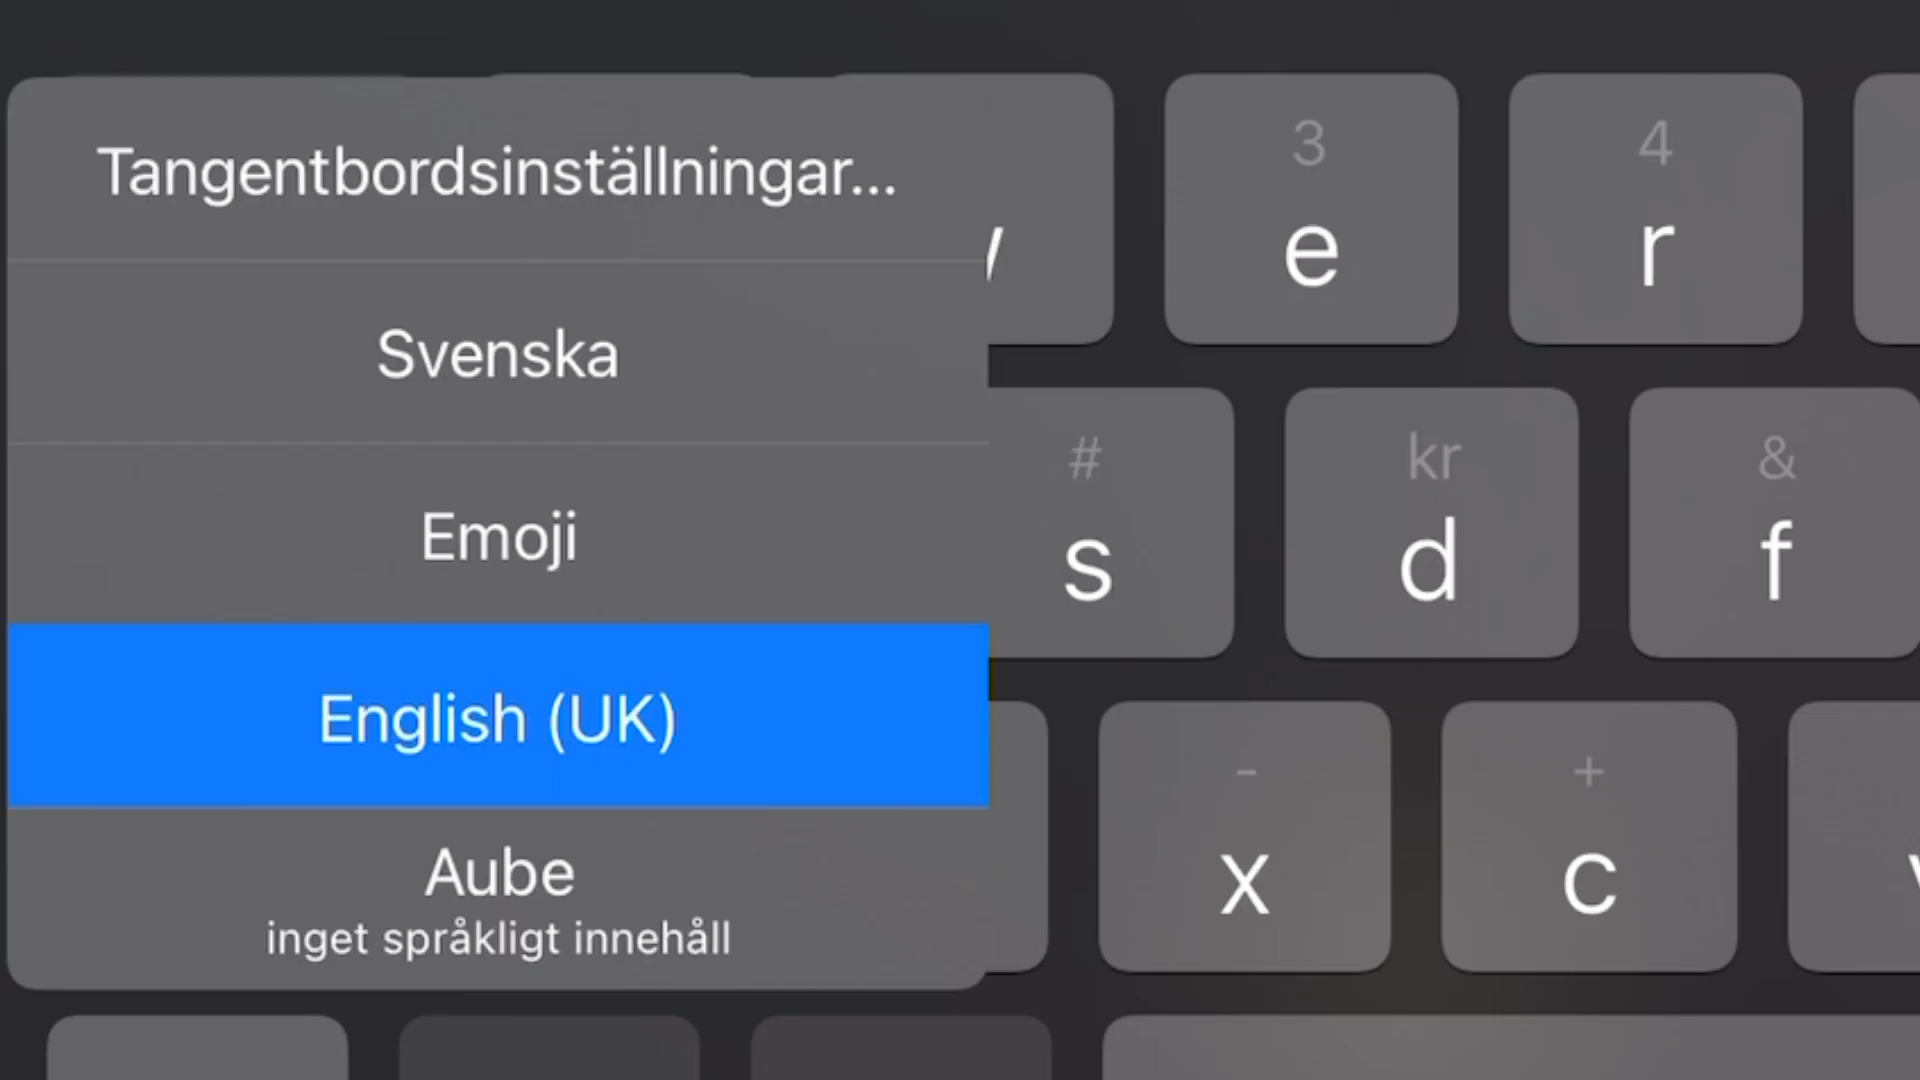 Tangentbordsinställningar...
Svenska
Emoji
English (UK)
Aube
inget språkligt innehåll
3
e
4
r
#
s
kr
d
&
f
-
x
+
c